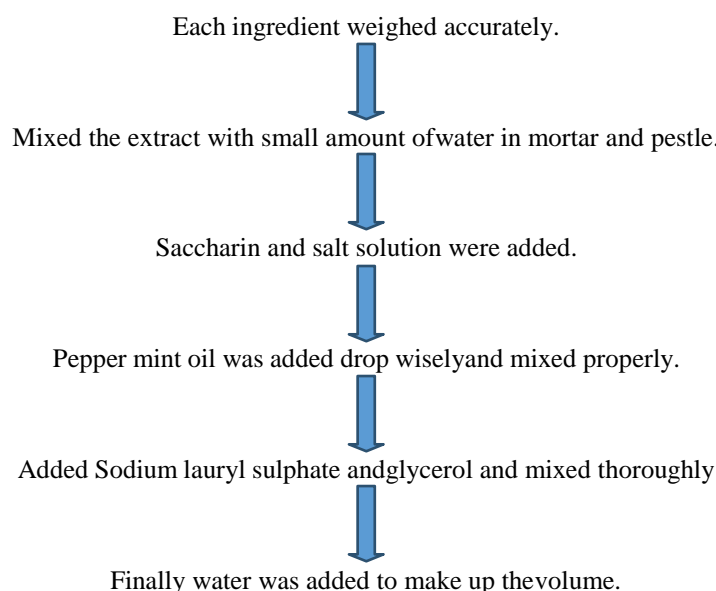 Each ingredient weighed accurately.
Mixed the extract with small amount ofwater in mortar and pestle.
Saccharin and salt solution were added.
Pepper mint oil was added drop wiselyand mixed properly.
Added Sodium lauryl sulphate andglycerol and mixed thoroughly
Finally water was added to make up thevolume.